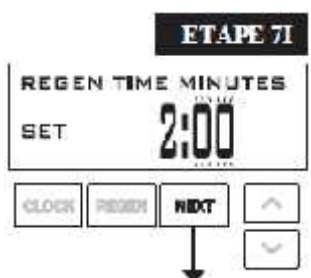 ETAPE 7I
REGEN TIME MINUTES
SET 2:00
CLOCK REGEN NEXT